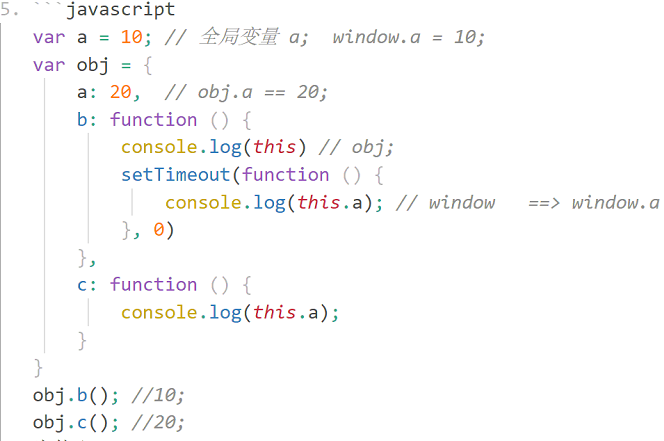 5. ```javascript
var a = 10; // 全局变量 a;  window.a = 10;
var obj = {
    a: 20,  // obj.a == 20;
    b: function () {
        console.log(this) // obj;
        setTimeout(function () {
            console.log(this.a); // window   ==> window.a
        }, 0)
    },
    c: function () {
        console.log(this.a);
    }
}
obj.b(); //10;
obj.c(); //20;